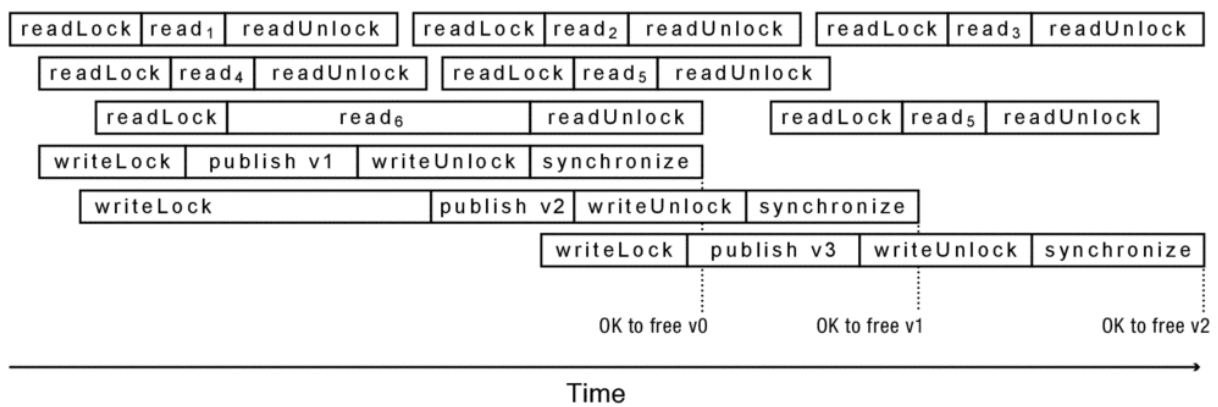 readLock read₁ readUnlock readLock read₂ readUnlock readLock read₃ readUnlock
readLock read₄ readUnlock readLock read₅ readUnlock
readLock read₆ readUnlock readLock read₅ readUnlock
writeLock publish v1 writeUnlock synchronize
writeLock publish v2 writeUnlock synchronize
writeLock publish v3 writeUnlock synchronize
OK to free v0 OK to free v1 OK to free v2
Time